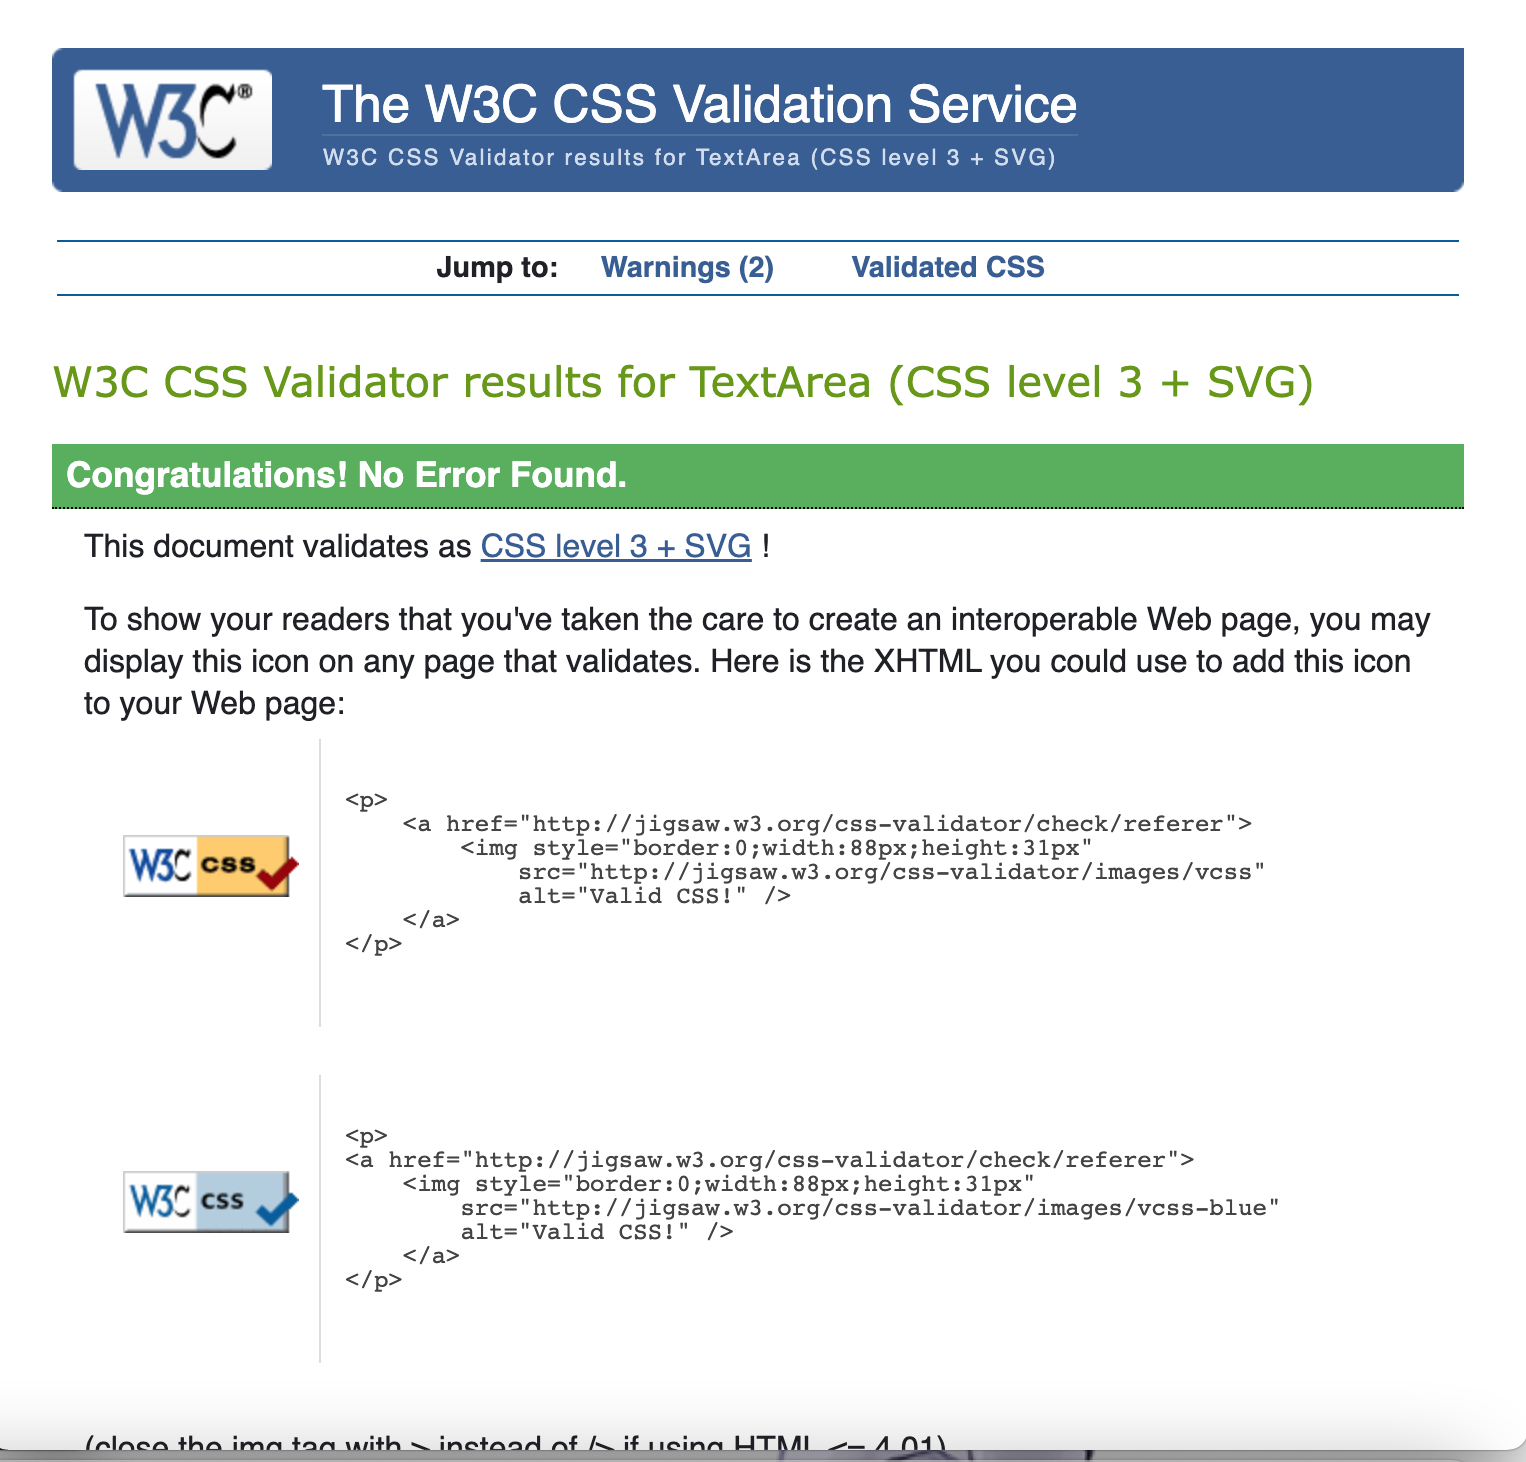 W3C®
The W3C CSS Validation Service
W3C CSS Validator results for TextArea (CSS level 3 + SVG)
Jump to: Warnings (2) Validated CSS
W3C CSS Validator results for TextArea (CSS level 3 + SVG)
Congratulations! No Error Found.
This document validates as CSS level 3 + SVG !
To show your readers that you've taken the care to create an interoperable Web page, you may
display this icon on any page that validates. Here is the XHTML you could use to add this icon
to your Web page:
W3C css
<p>
    <a href="http://jigsaw.w3.org/css-validator/check/referer">
        <img style="border:0;width:88px;height:31px"
            src="http://jigsaw.w3.org/css-validator/images/vcss"
            alt="Valid CSS!" />
    </a>
</p>
W3C css
<p>
<a href="http://jigsaw.w3.org/css-validator/check/referer">
    <img style="border:0;width:88px;height:31px"
        src="http://jigsaw.w3.org/css-validator/images/vcss-blue"
        alt="Valid CSS!" />
    </a>
</p>
(close the img tag with > instead of /> if using HTML <= 4.01)